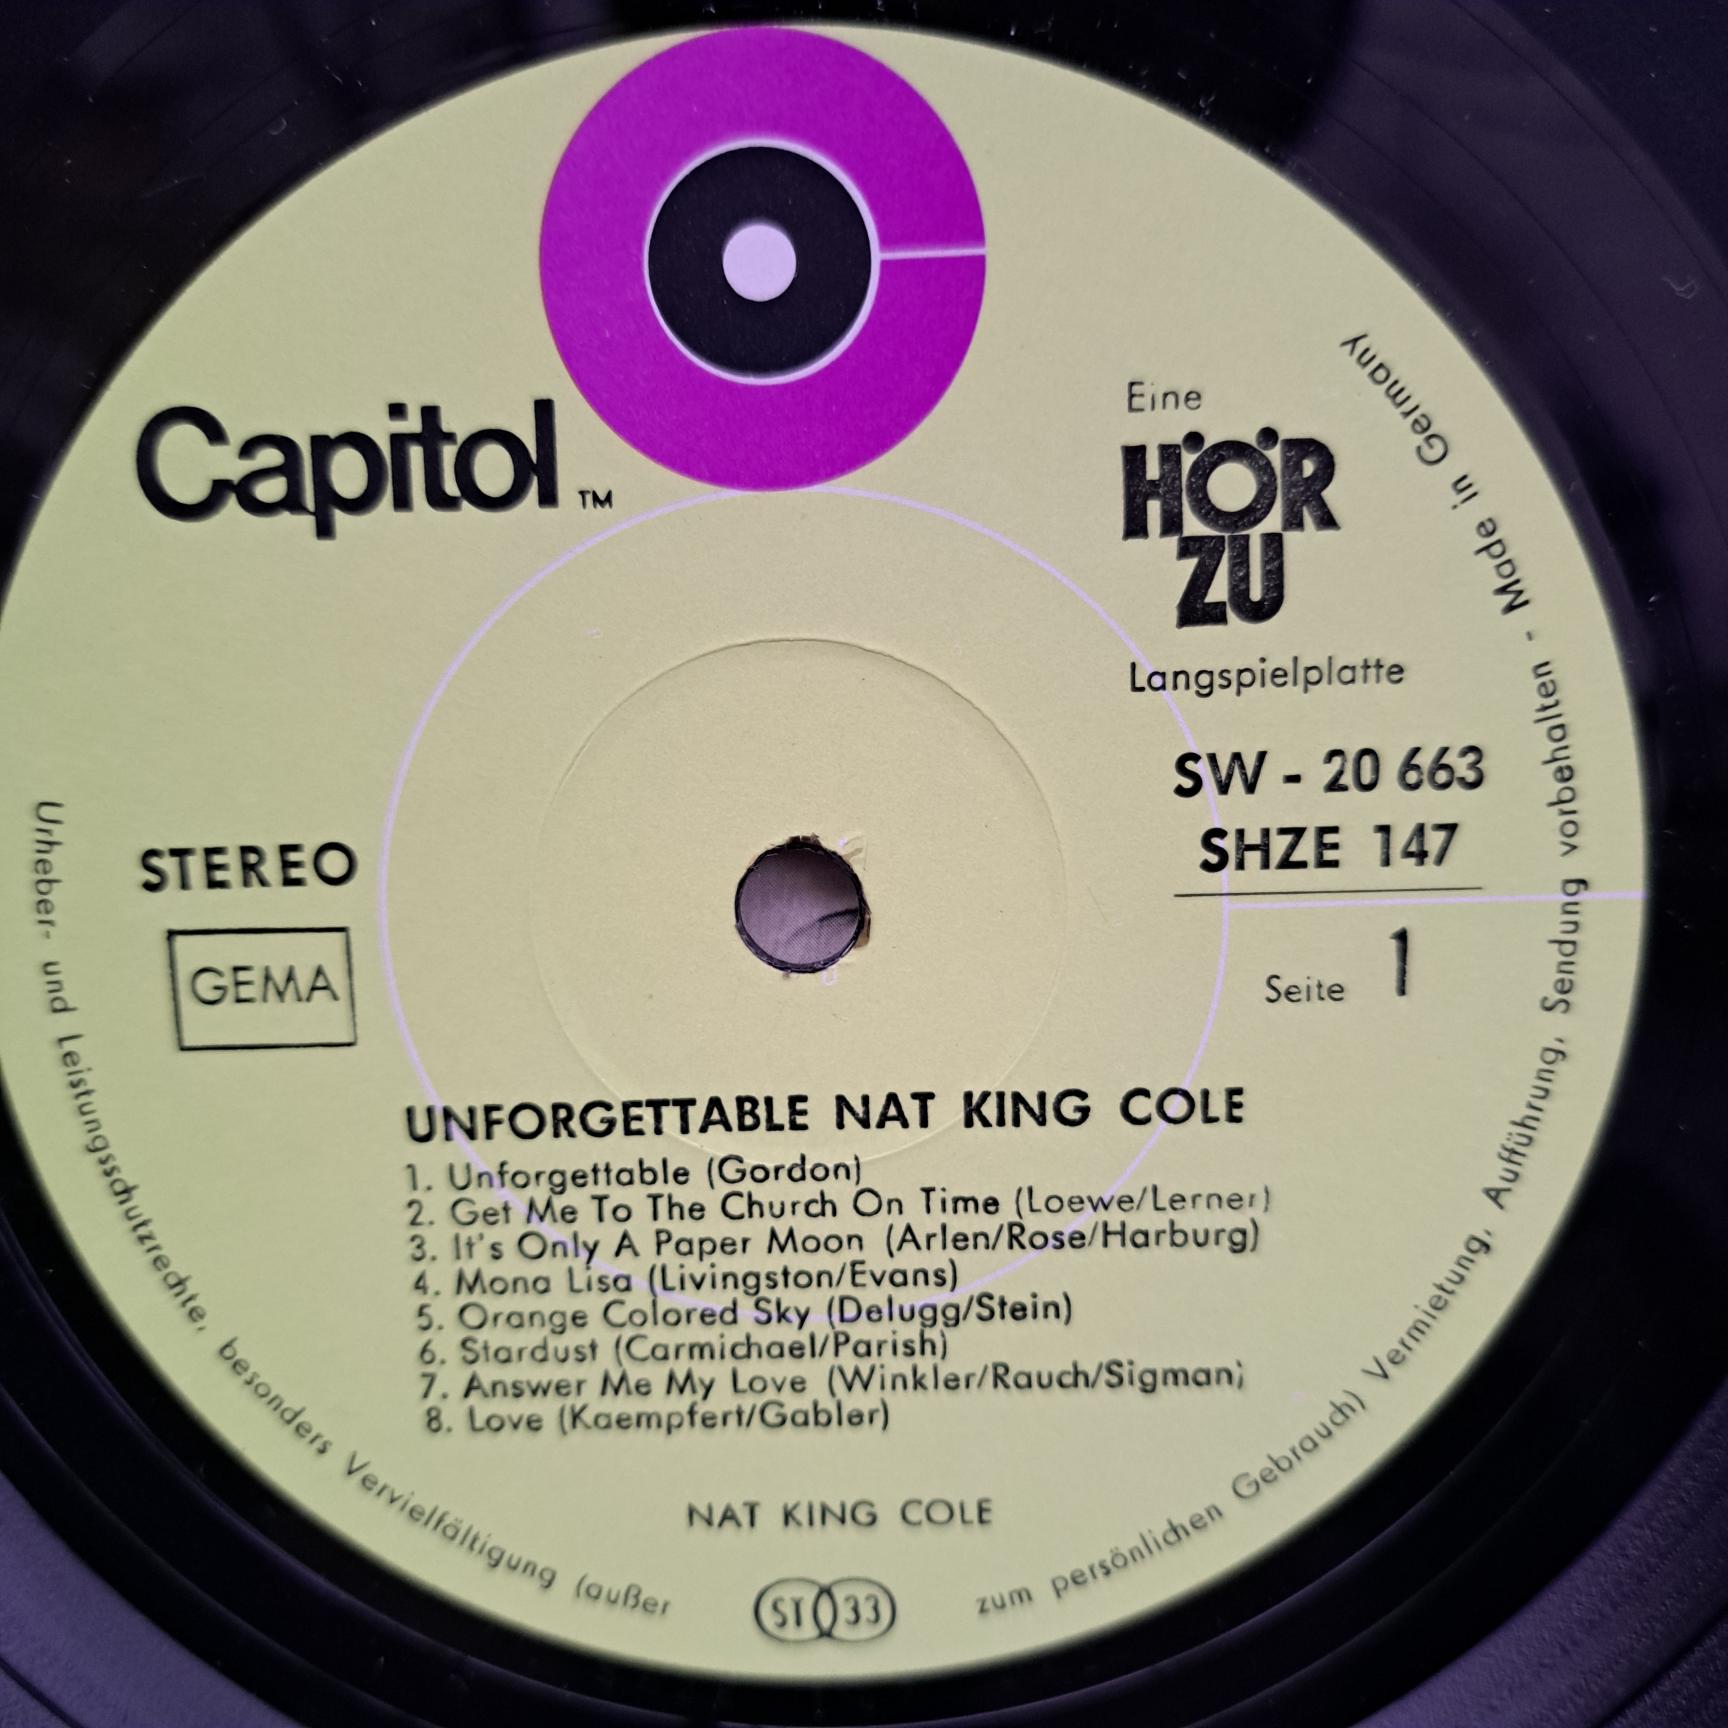 Capitol™
Eine
HÖR
ZU
Langspielplatte
SW - 20 663
SHZE 147
STEREO
GEMA
Seite 1
UNFORGETTABLE NAT KING COLE
1. Unforgettable (Gordon)
2. Get Me To The Church On Time (Loewe/Lerner)
3. It's Only A Paper Moon (Arlen/Rose/Harburg)
4. Mona Lisa (Livingston/Evans)
5. Orange Colored Sky (Delugg/Stein)
6. Stardust (Carmichael/Parish)
7. Answer Me My Love (Winkler/Rauch/Sigman)
8. Love (Kaempfert/Gabler)
NAT KING COLE
ST 33
Urheber- und Leistungsschutzrechte, besonders Vervielfältigung (außer zum persönlichen Gebrauch) Vermietung, Aufführung, Sendung vorbehalten - Made in Germany